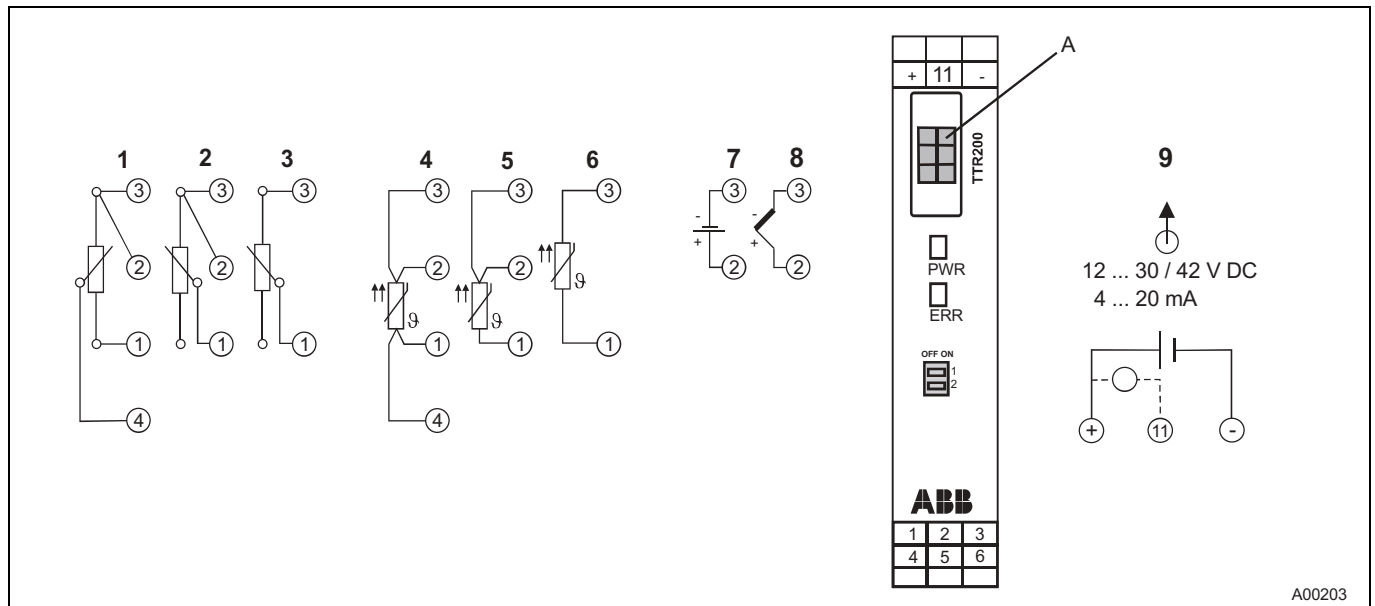 A
+ 11 -
TTR200
1 2 3 4 5 6 7 8 9
3 3 3 3 3 3 3 3
- -
2 2 2 2 2 2
+ +
ϑ ϑ ϑ
1 1 1 1 1 1
4 4
PWR
ERR
OFF ON
1
2
12 ... 30 / 42 V DC
4 ... 20 mA
+ 11 -
ABB
1 2 3
4 5 6
A00203